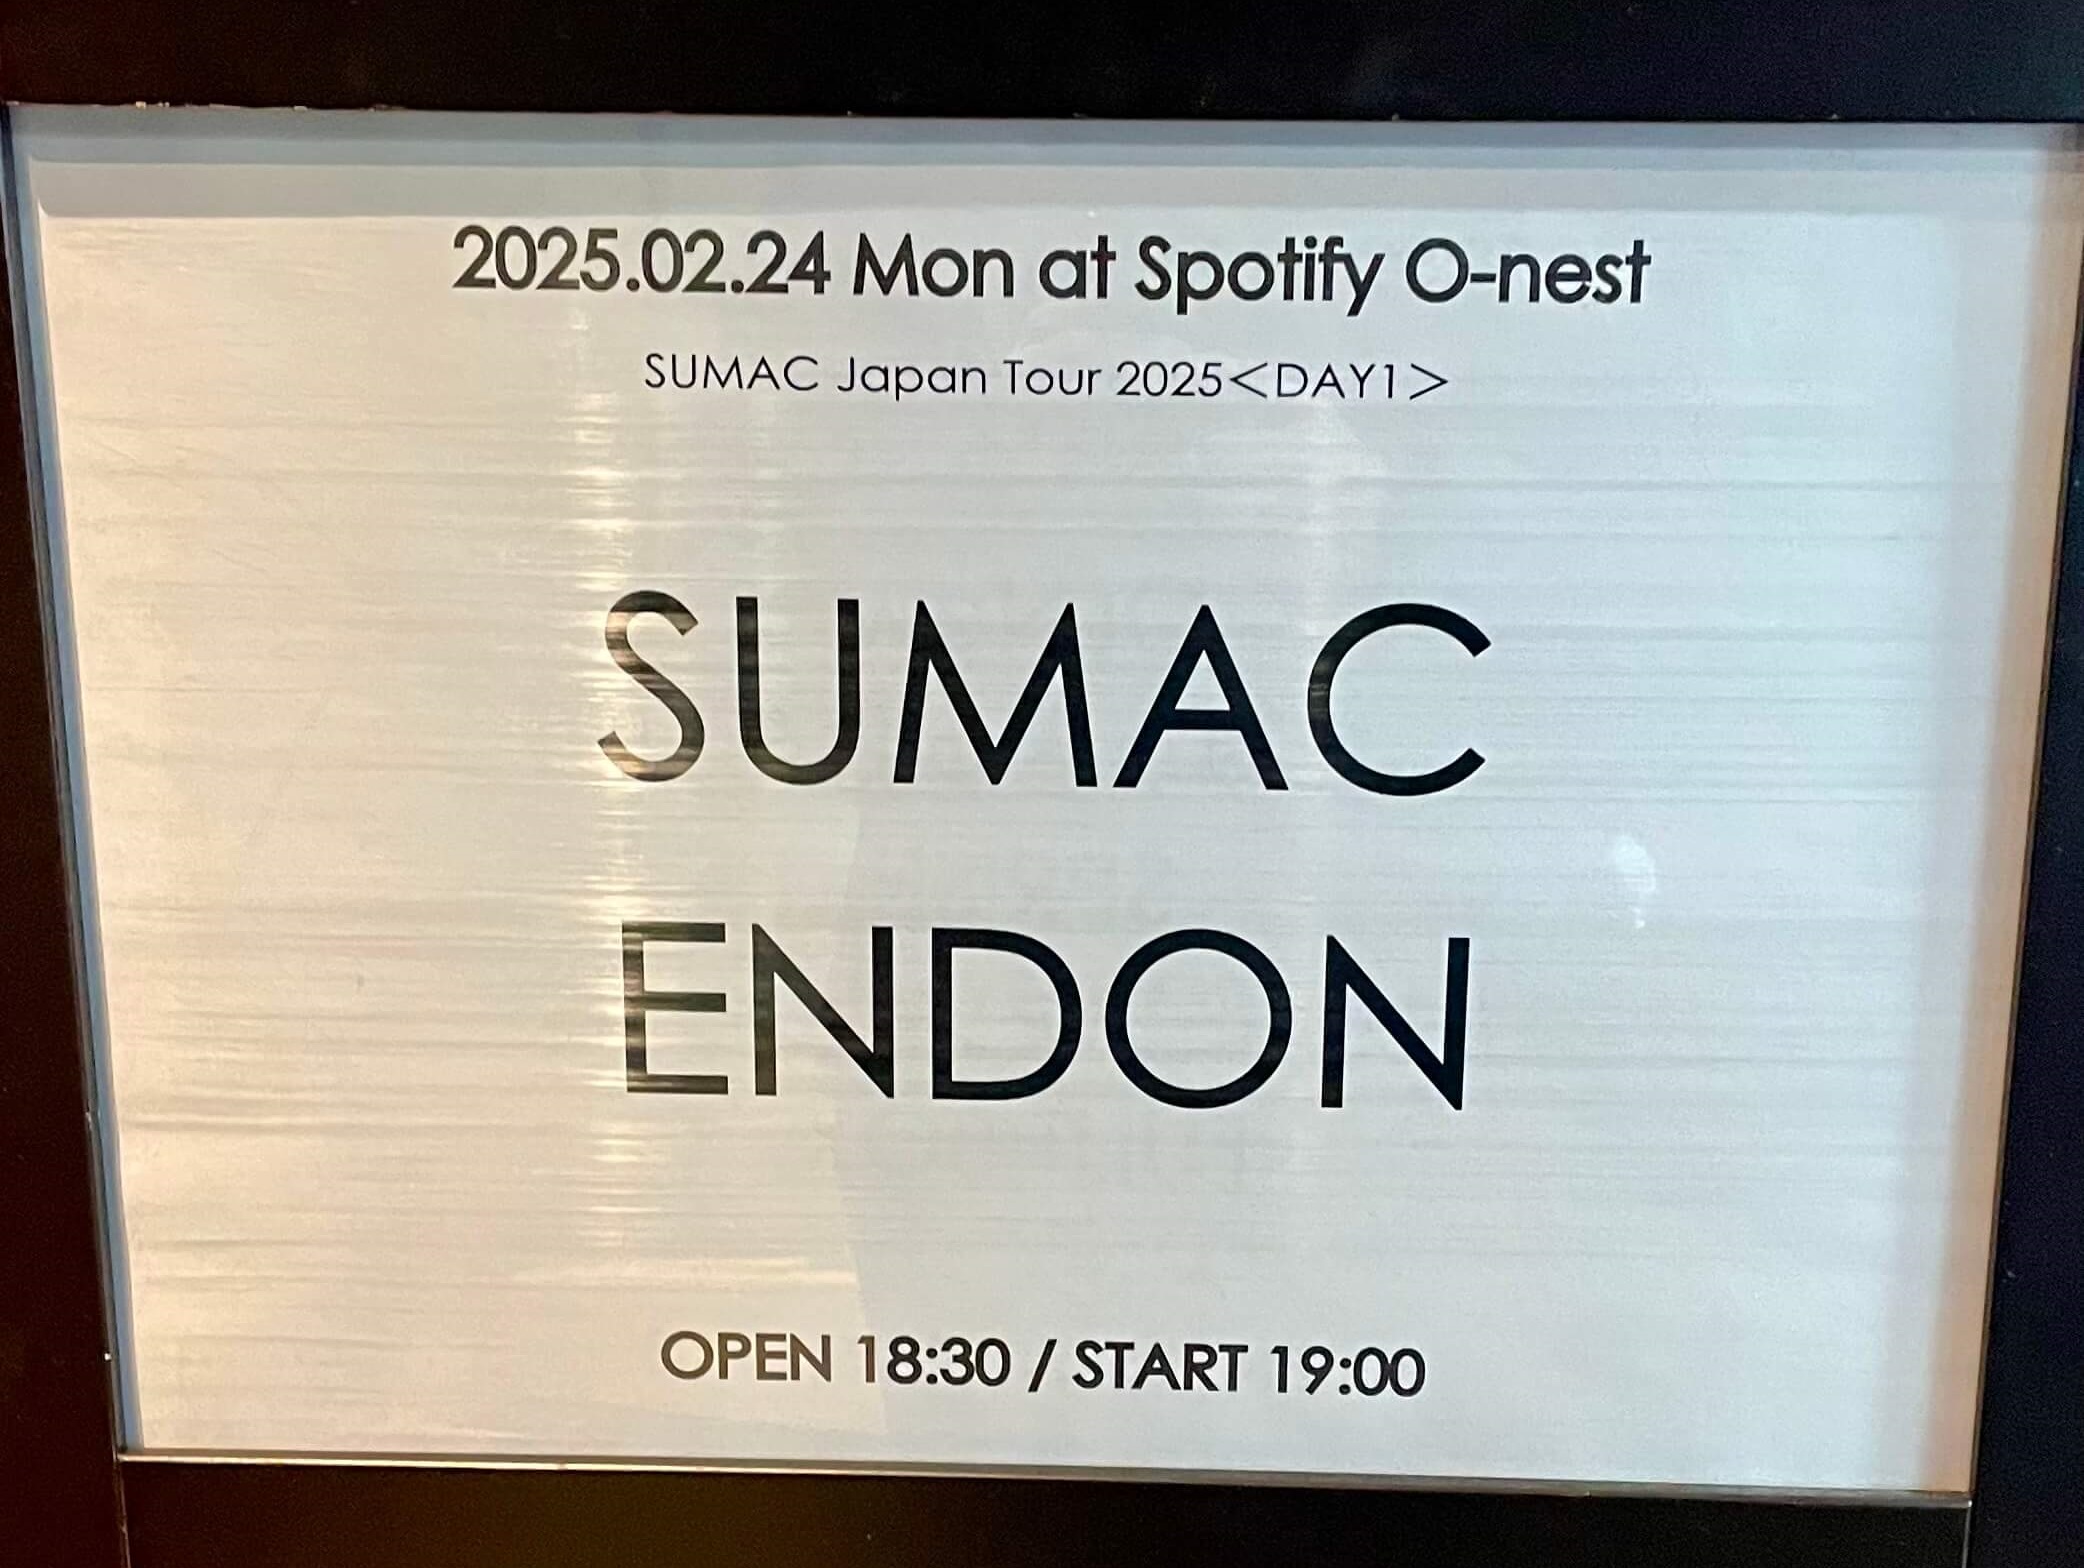 2025.02.24 Mon at Spotify O-nest
SUMAC Japan Tour 2025＜DAY1＞
SUMAC
ENDON
OPEN 18:30 / START 19:00